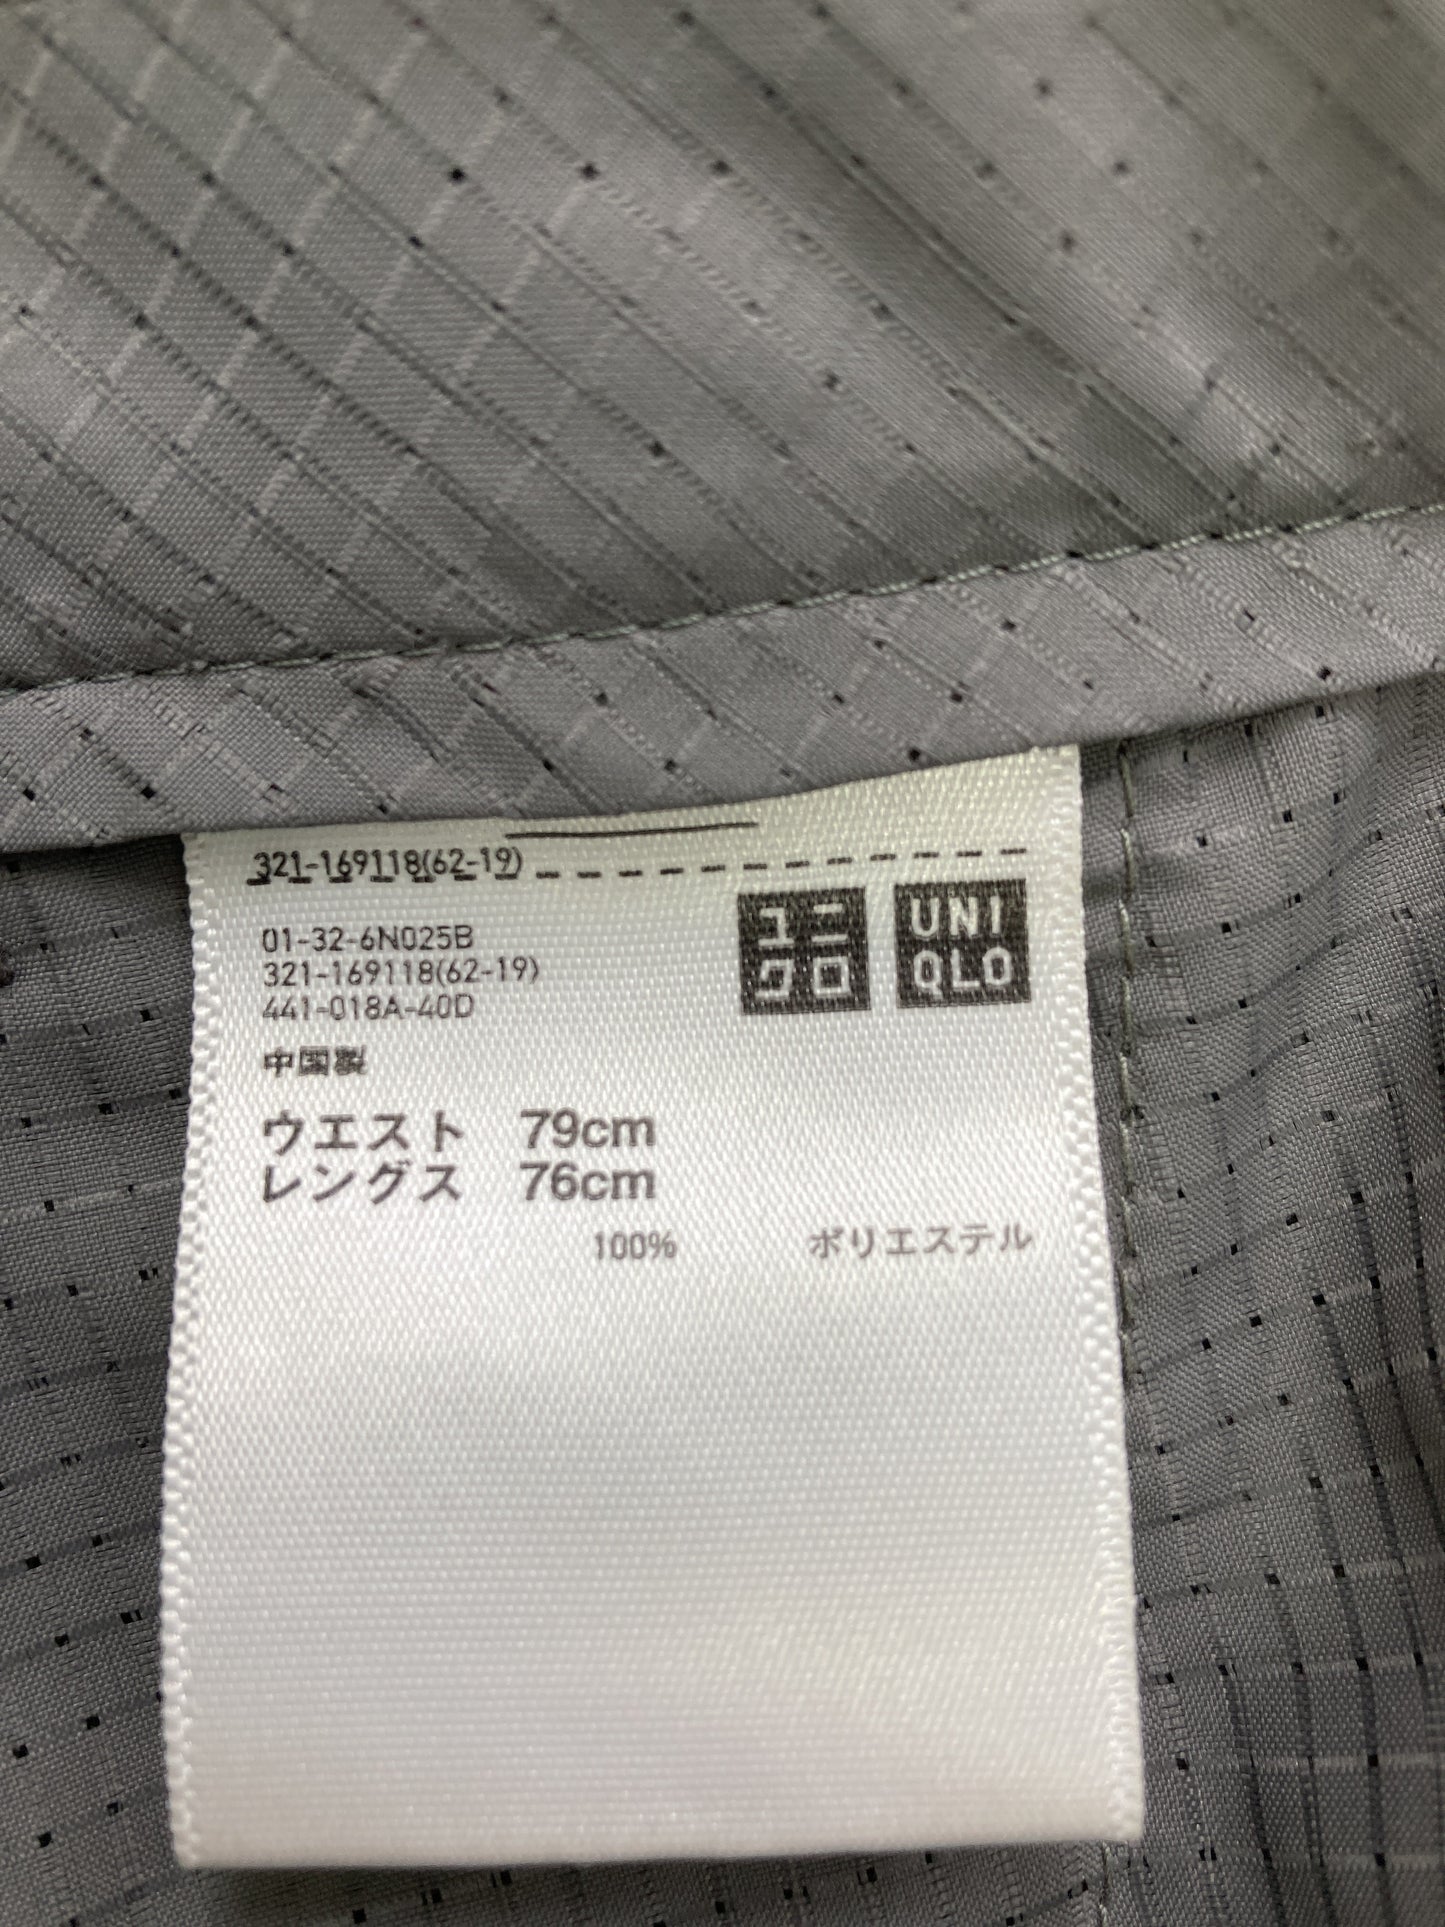 321-169118(62-19)
01-32-6N025B
321-169118(62-19)
441-018A-40D
ユニ
クロ
UNI
QLO
中国製
ウエスト 79cm
レングス 76cm
100% ポリエステル